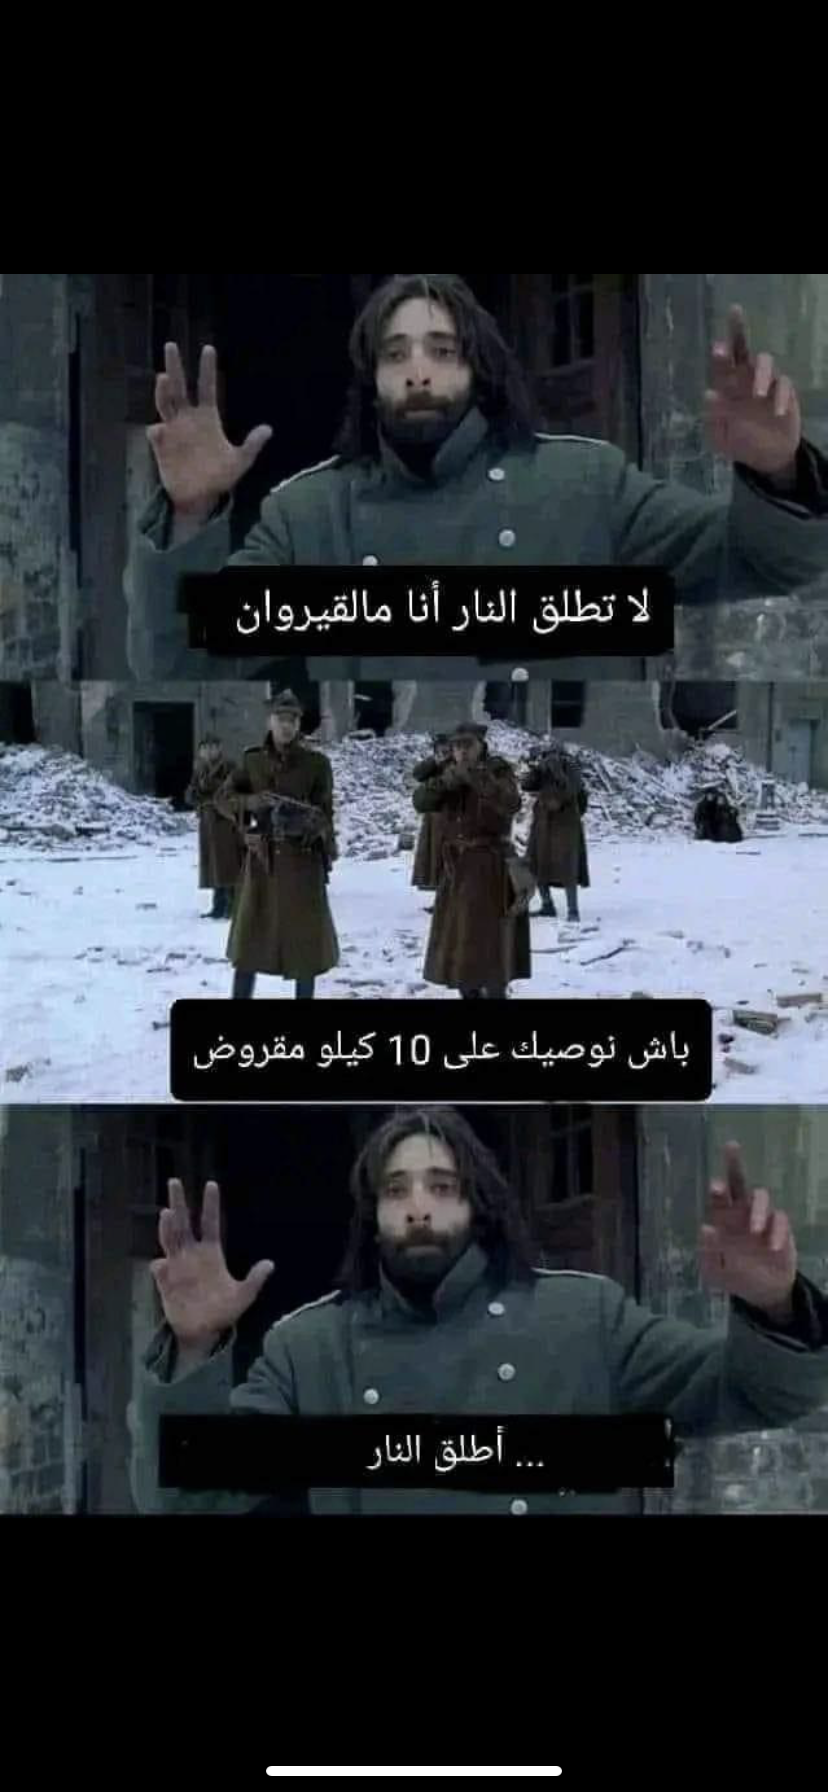 لا تطلق النار أنا مالقيروان
باش نوصيك على 10 كيلو مقروض
... أطلق النار